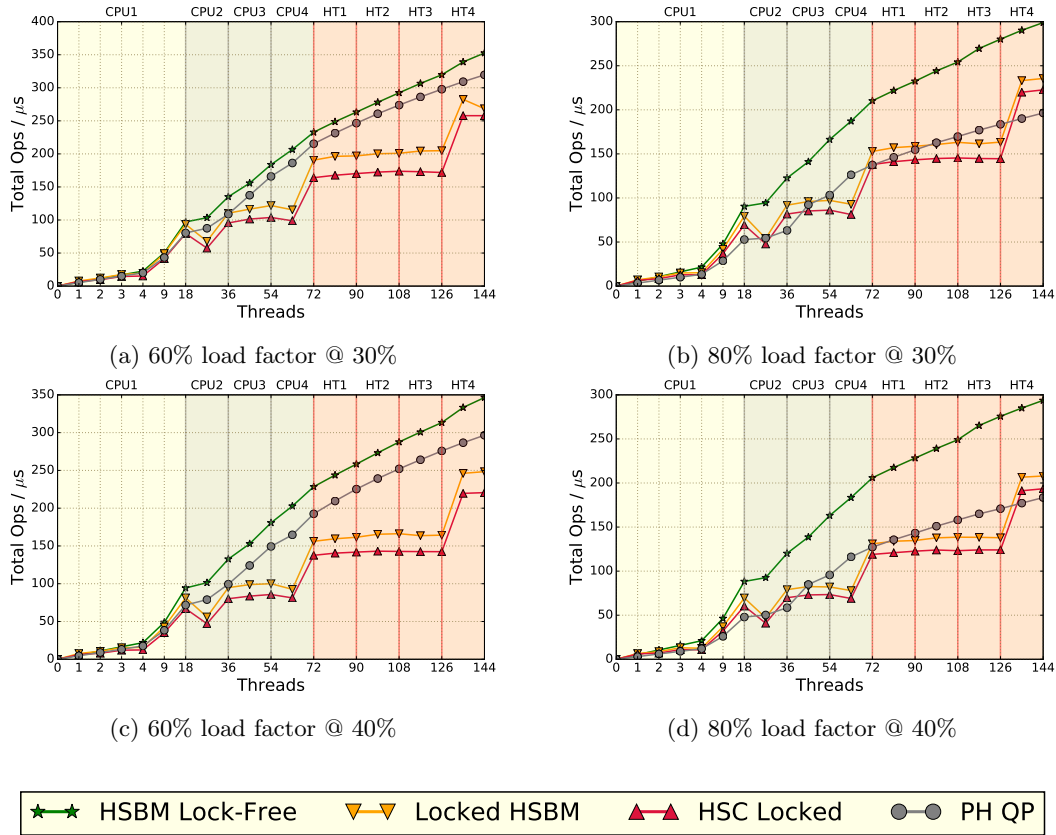 CPU1 CPU2 CPU3 CPU4 HT1 HT2 HT3 HT4
400
350
300
250
200
150
100
50
0
Total Ops / μs
0 1 2 3 4 9 18 36 54 72 90 108 126 144
Threads
(a) 60% load factor @ 30%
CPU1 CPU2 CPU3 CPU4 HT1 HT2 HT3 HT4
300
250
200
150
100
50
0
Total Ops / μs
0 1 2 3 4 9 18 36 54 72 90 108 126 144
Threads
(b) 80% load factor @ 30%
CPU1 CPU2 CPU3 CPU4 HT1 HT2 HT3 HT4
350
300
250
200
150
100
50
0
Total Ops / μs
0 1 2 3 4 9 18 36 54 72 90 108 126 144
Threads
(c) 60% load factor @ 40%
CPU1 CPU2 CPU3 CPU4 HT1 HT2 HT3 HT4
300
250
200
150
100
50
0
Total Ops / μs
0 1 2 3 4 9 18 36 54 72 90 108 126 144
Threads
(d) 80% load factor @ 40%
HSBM Lock-Free Locked HSBM HSC Locked PH QP